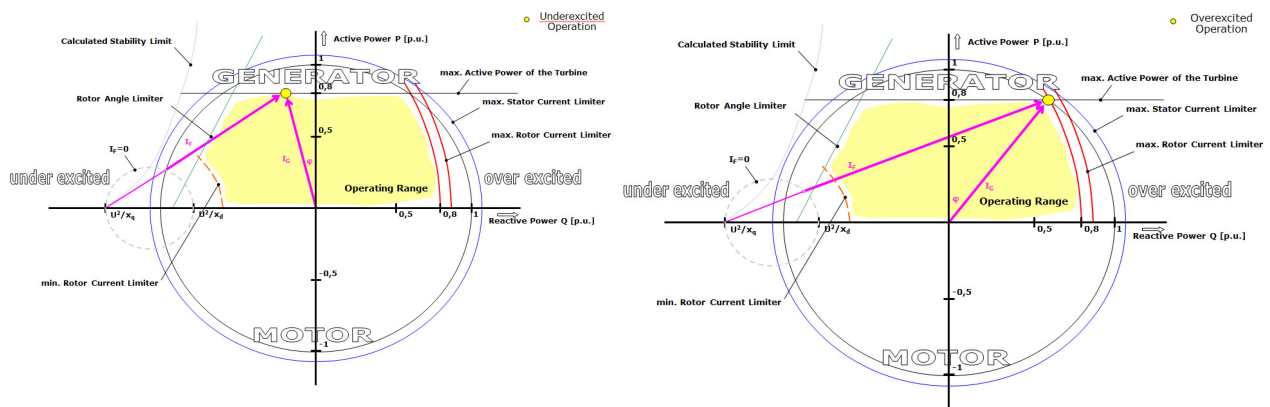 Underexcited
Operation
Active Power P [p.u.]
Calculated Stability Limit
1
GENERATOR
max. Active Power of the Turbine
0,8
Rotor Angle Limiter
max. Stator Current Limiter
0,5
max. Rotor Current Limiter
IF=0
IF
IG
φ
under excited
over excited
Operating Range
U²/xq
U²/xd
0,5
0,8
1
Reactive Power Q [p.u.]
min. Rotor Current Limiter
-0,5
MOTOR
-1
Overexcited
Operation
Active Power P [p.u.]
Calculated Stability Limit
1
GENERATOR
max. Active Power of the Turbine
0,8
Rotor Angle Limiter
max. Stator Current Limiter
0,5
max. Rotor Current Limiter
IF=0
IF
IG
φ
under excited
over excited
Operating Range
U²/xq
U²/xd
0,5
0,8
1
Reactive Power Q [p.u.]
min. Rotor Current Limiter
-0,5
MOTOR
-1